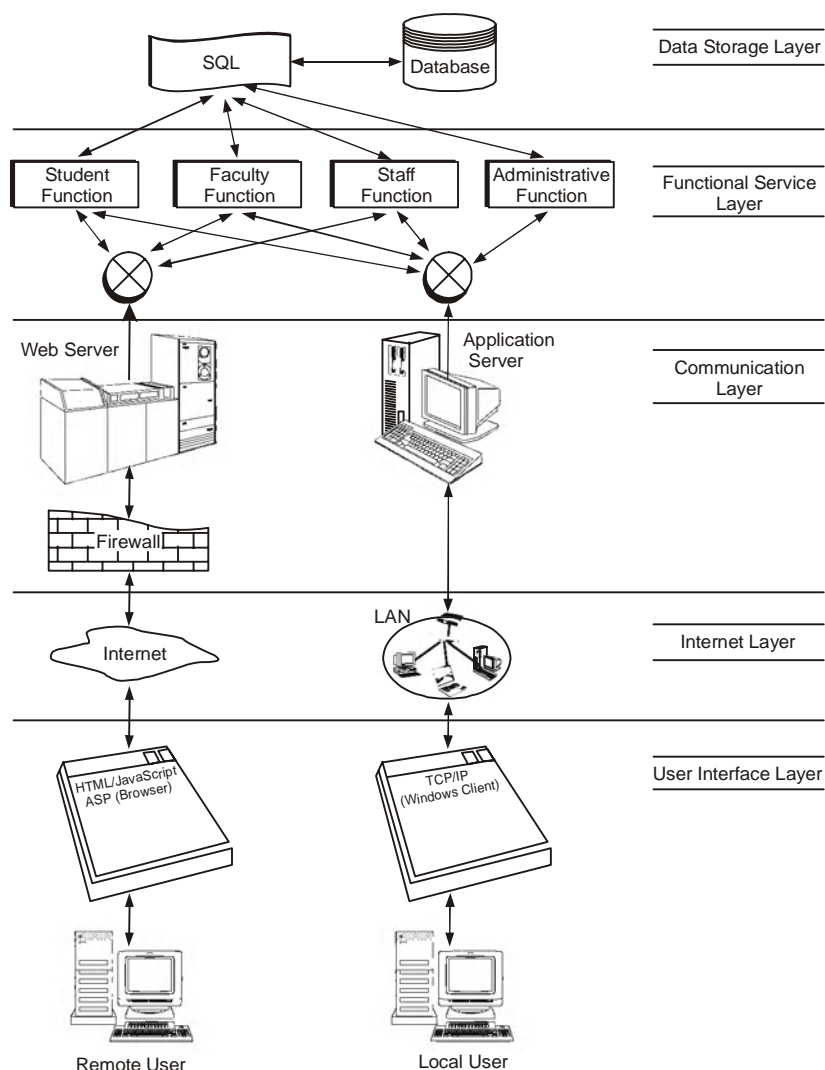 SQL
Database
Data Storage Layer
Student
Function
Faculty
Function
Staff
Function
Administrative
Function
Functional Service
Layer
Web Server
Application
Server
Communication
Layer
Firewall
LAN
Internet
Internet Layer
HTML/JavaScript
ASP (Browser)
TCP/IP
(Windows Client)
User Interface Layer
Remote User
Local User